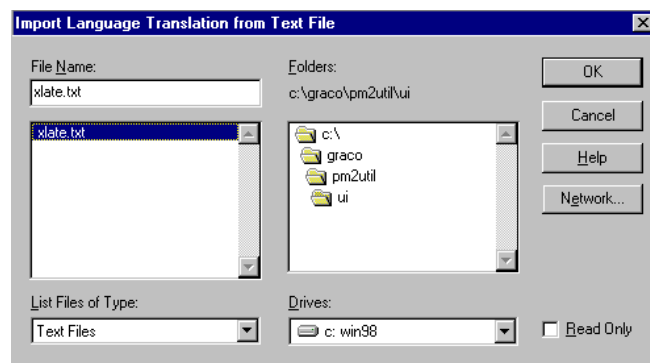 Import Language Translation from Text File
File Name:
xlate.txt
xlate.txt
Folders:
c:\graco\pm2util\ui
c:\
graco
pm2util
ui
OK
Cancel
Help
Network...
List Files of Type:
Text Files
Drives:
c: win98
Read Only